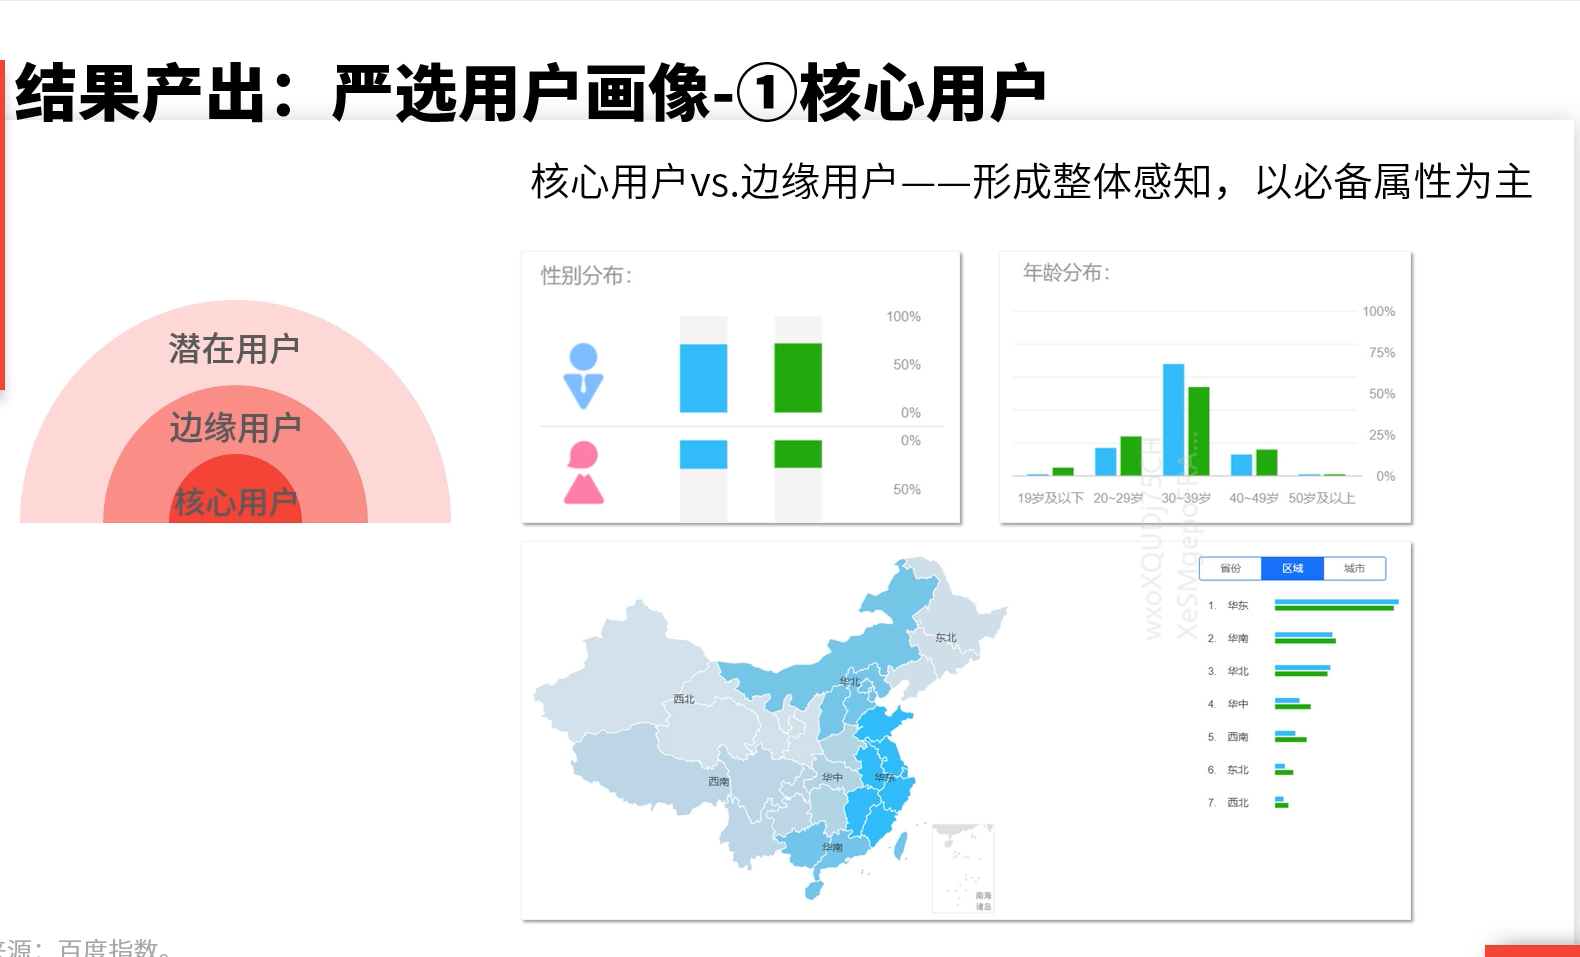 结果产出：严选用户画像-①核心用户
核心用户vs.边缘用户——形成整体感知，以必备属性为主
潜在用户
边缘用户
核心用户
性别分布：
100%
50%
0%
0%
50%
年龄分布：
100%
75%
50%
25%
0%
19岁及以下 20~29岁 30~39岁 40~49岁 50岁及以上
wxoXQUDj75CH
XeSMqepoFRA...
东北
华北
西北
西南
华中
华东
华南
南海
诸岛
省份 区域 城市
1. 华东
2. 华南
3. 华北
4. 华中
5. 西南
6. 东北
7. 西北
来源：百度指数。